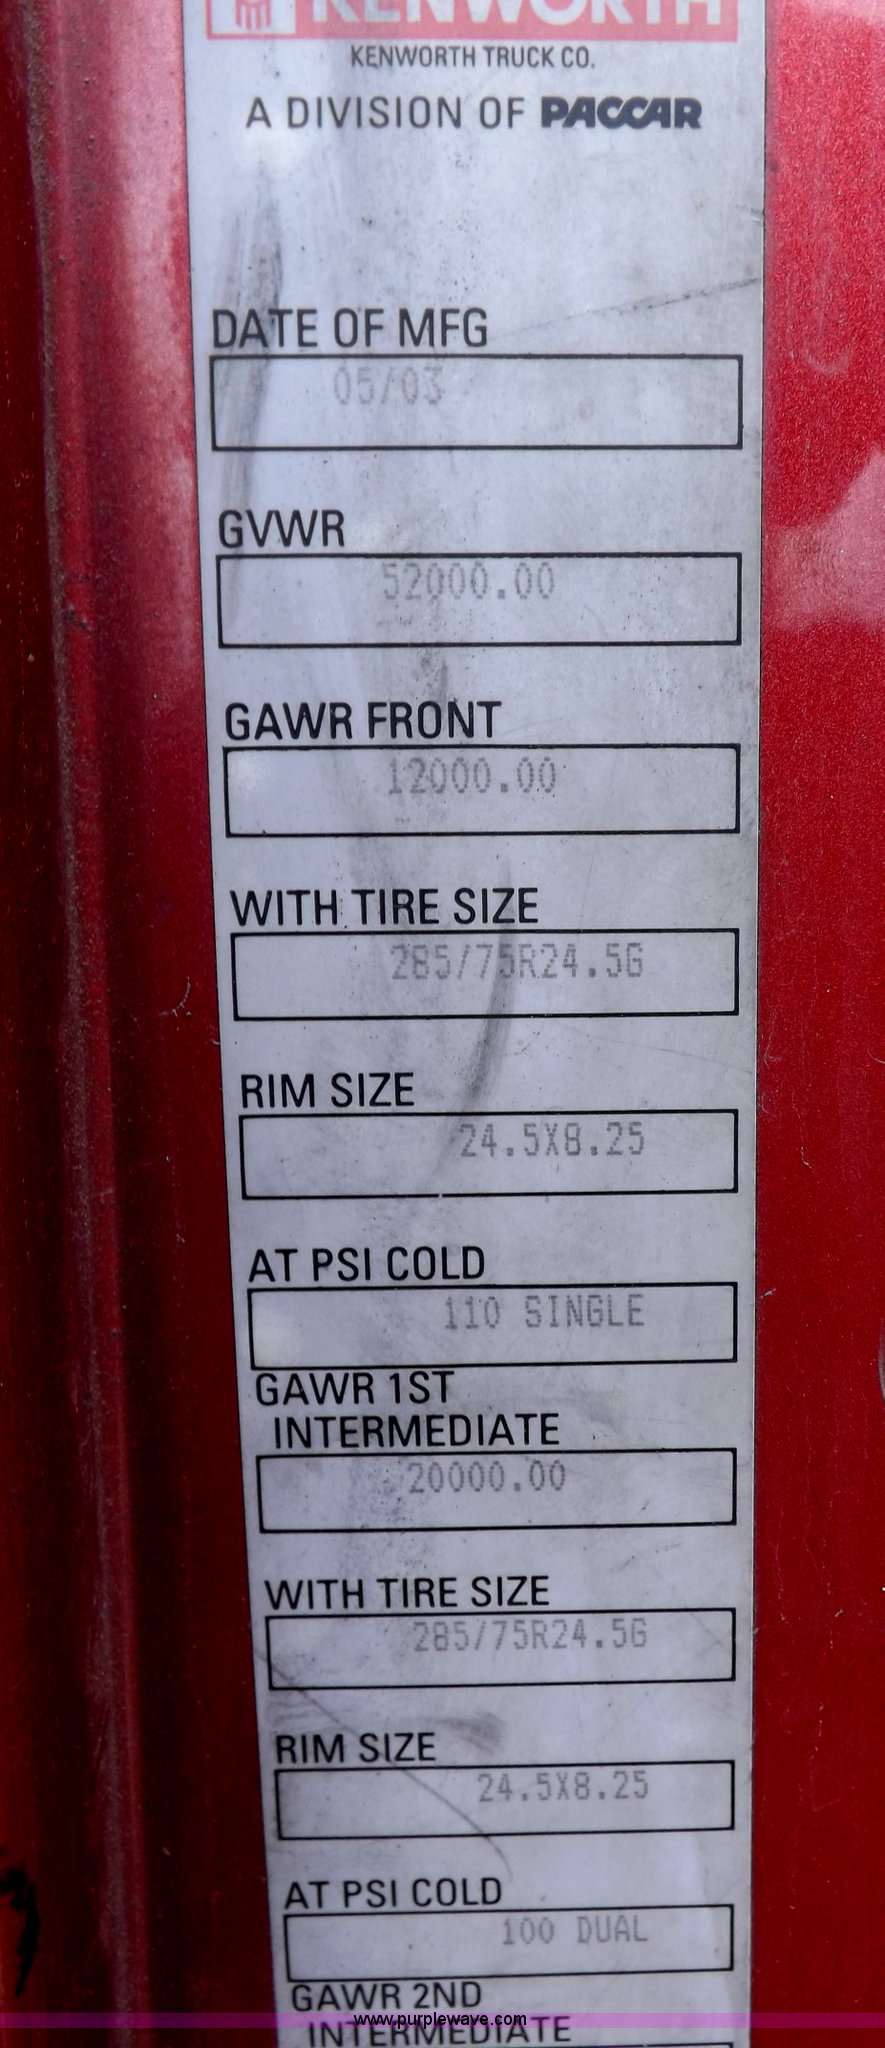 KENWORTH
KENWORTH TRUCK CO.
A DIVISION OF PACCAR
DATE OF MFG
05/03
GVWR
52000.00
GAWR FRONT
12000.00
WITH TIRE SIZE
285/75R24.5G
RIM SIZE
24.5X8.25
AT PSI COLD
110 SINGLE
GAWR 1ST
INTERMEDIATE
20000.00
WITH TIRE SIZE
285/75R24.5G
RIM SIZE
24.5X8.25
AT PSI COLD
100 DUAL
GAWR 2ND
INTERMEDIATE
www.purplewave.com